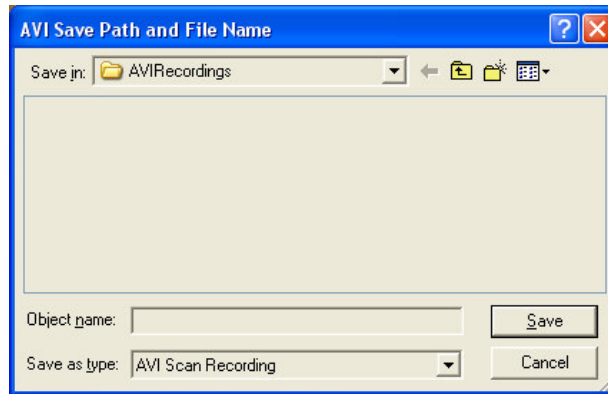 AVI Save Path and File Name
Save in: AVIRecordings
Object name:
Save
Save as type: AVI Scan Recording
Cancel